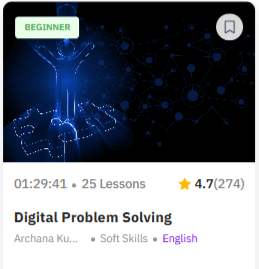 BEGINNER
01:29:41 • 25 Lessons 4.7(274)
Digital Problem Solving
Archana Ku... • Soft Skills • English